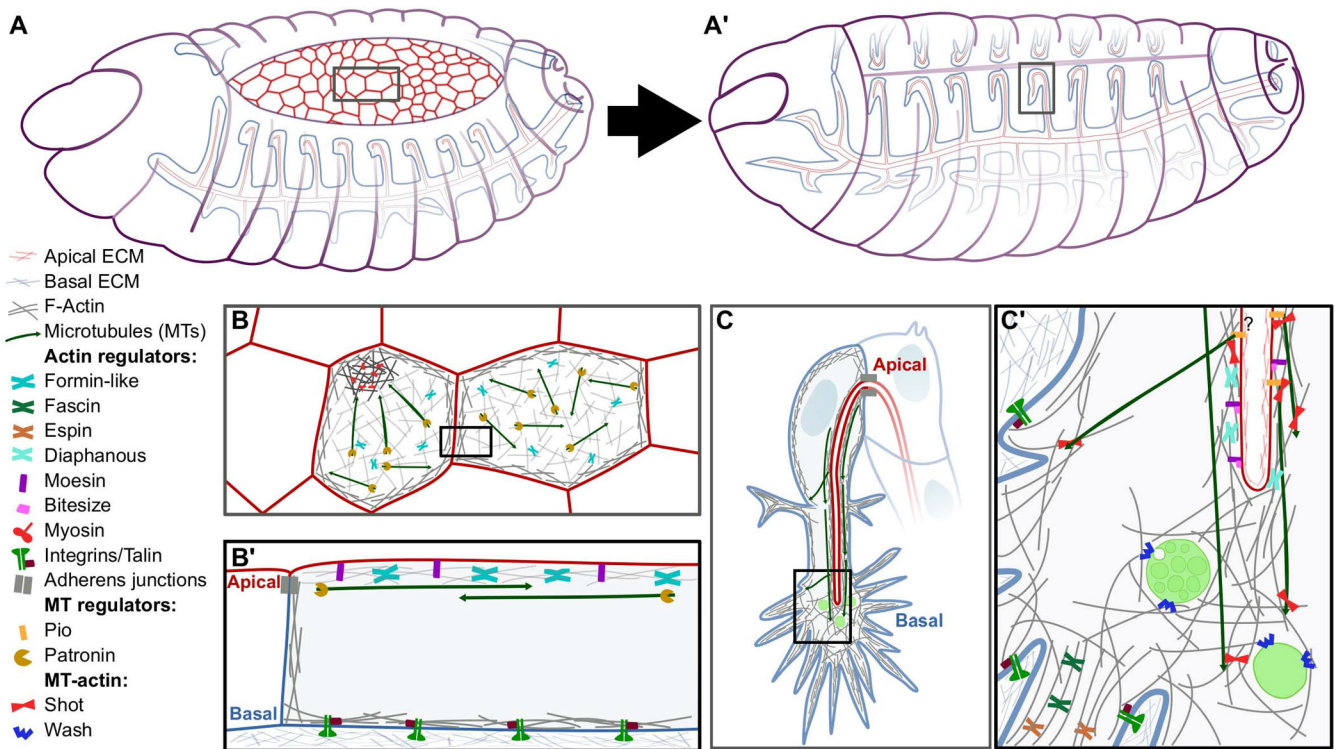 A
A'
Apical ECM
Basal ECM
F-Actin
Microtubules (MTs)
Actin regulators:
Formin-like
Fascin
Espin
Diaphanous
Moesin
Bitesize
Myosin
Integrins/Talin
Adherens junctions
MT regulators:
Pio
Patronin
MT-actin:
Shot
Wash
B
B'
Apical
Basal
C
Apical
Basal
C'
?